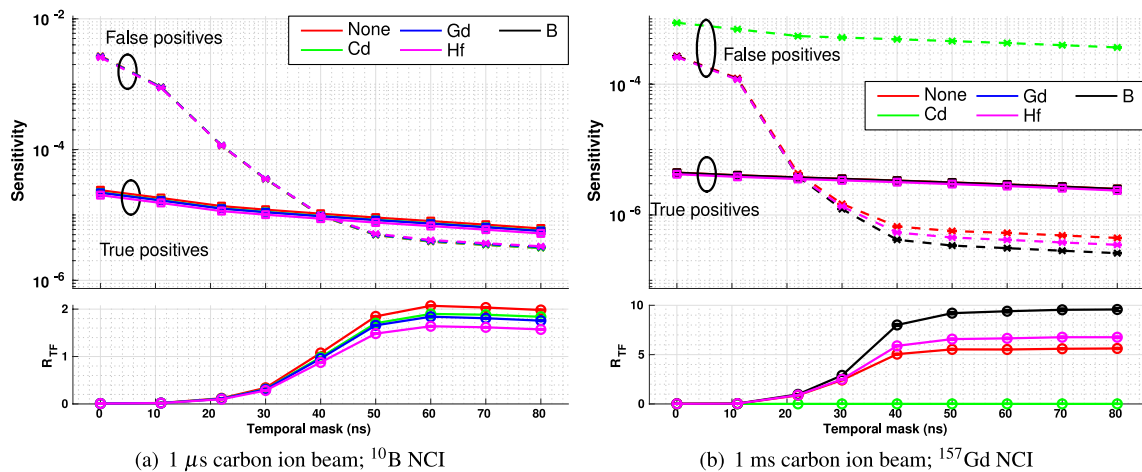 10^-2
10^-4
10^-6
Sensitivity
False positives
True positives
None Gd B
Cd Hf
2
1
0
R_TF
0 10 20 30 40 50 60 70 80
Temporal mask (ns)
(a) 1 μs carbon ion beam; ^10B NCI
10^-4
10^-6
Sensitivity
False positives
True positives
None Gd B
Cd Hf
10
5
0
R_TF
0 10 20 30 40 50 60 70 80
Temporal mask (ns)
(b) 1 ms carbon ion beam; ^157Gd NCI